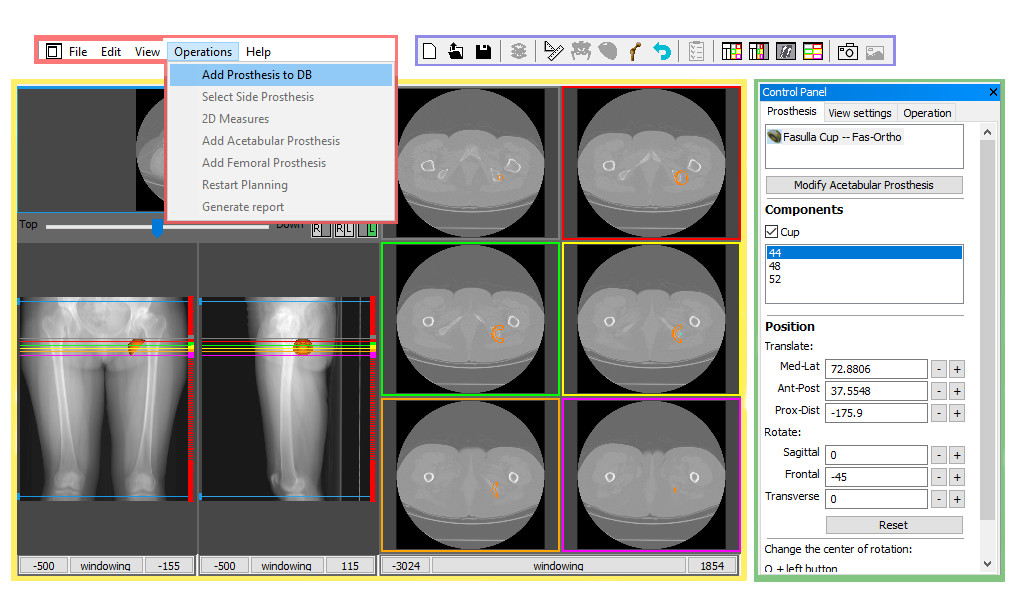 File Edit View Operations Help
Add Prosthesis to DB
Select Side Prosthesis
2D Measures
Add Acetabular Prosthesis
Add Femoral Prosthesis
Restart Planning
Generate report
Top Down R R L L
-500 windowing -155
-500 windowing 115
-3024 windowing 1854
Control Panel
Prosthesis View settings Operation
Fasulla Cup -- Fas-Ortho
Modify Acetabular Prosthesis
Components
Cup
44
48
52
Position
Translate:
Med-Lat 72.8806 - +
Ant-Post 37.5548 - +
Prox-Dist -175.9 - +
Rotate:
Sagittal 0 - +
Frontal -45 - +
Transverse 0 - +
Reset
Change the center of rotation:
O + left button